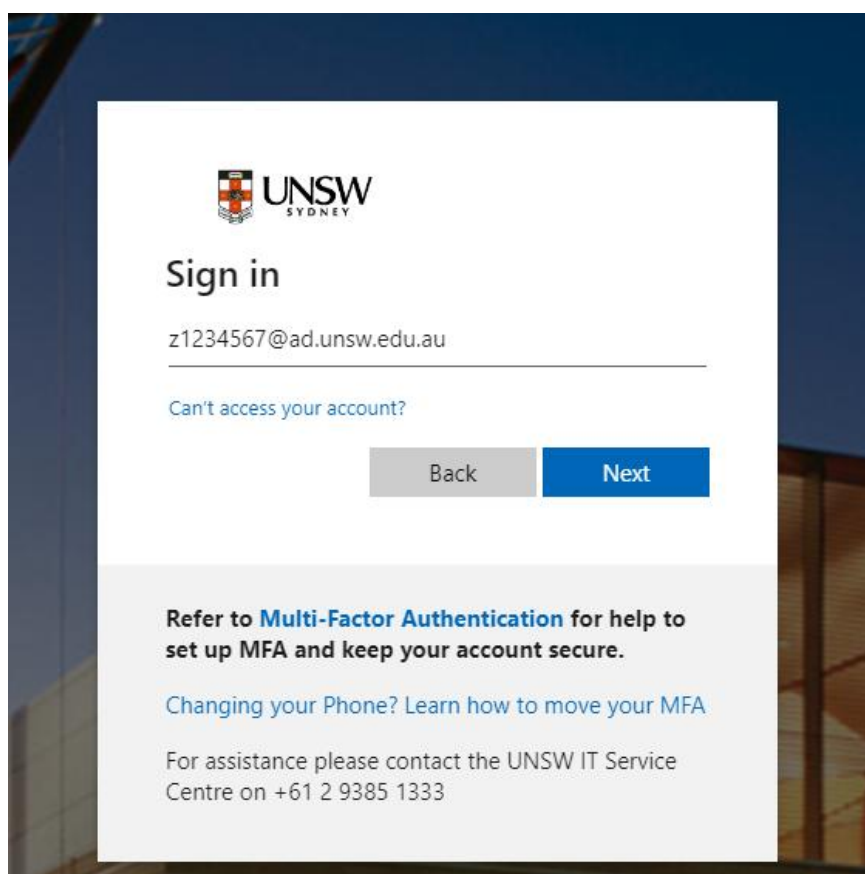 UNSW
SYDNEY
Sign in
z1234567@ad.unsw.edu.au
Can't access your account?
Back
Next
Refer to Multi-Factor Authentication for help to
set up MFA and keep your account secure.
Changing your Phone? Learn how to move your MFA
For assistance please contact the UNSW IT Service
Centre on +61 2 9385 1333